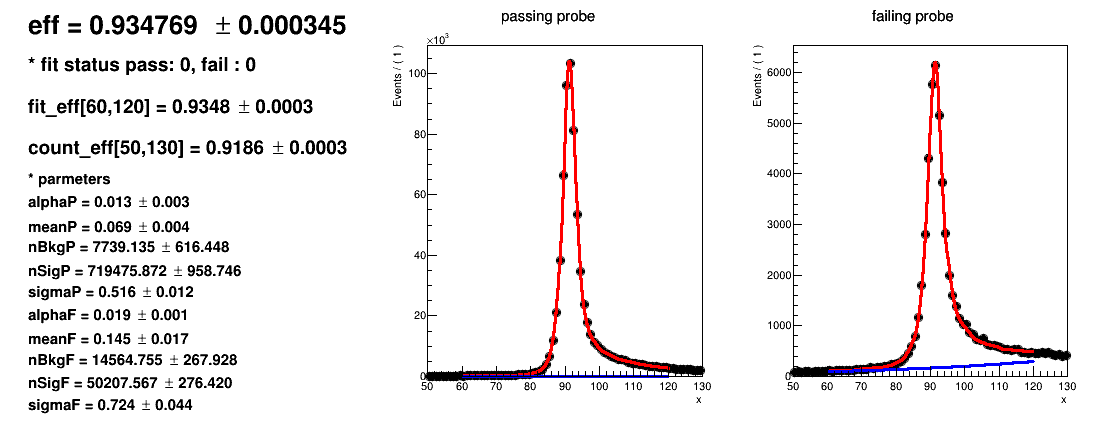 eff = 0.934769 ± 0.000345
* fit status pass: 0, fail : 0
fit_eff[60,120] = 0.9348 ± 0.0003
count_eff[50,130] = 0.9186 ± 0.0003
* parmeters
alphaP = 0.013 ± 0.003
meanP = 0.069 ± 0.004
nBkgP = 7739.135 ± 616.448
nSigP = 719475.872 ± 958.746
sigmaP = 0.516 ± 0.012
alphaF = 0.019 ± 0.001
meanF = 0.145 ± 0.017
nBkgF = 14564.755 ± 267.928
nSigF = 50207.567 ± 276.420
sigmaF = 0.724 ± 0.044
passing probe
×10³
Events / ( 1 )
100
80
60
40
20
0
50 60 70 80 90 100 110 120 130
x
failing probe
Events / ( 1 )
6000
5000
4000
3000
2000
1000
0
50 60 70 80 90 100 110 120 130
x